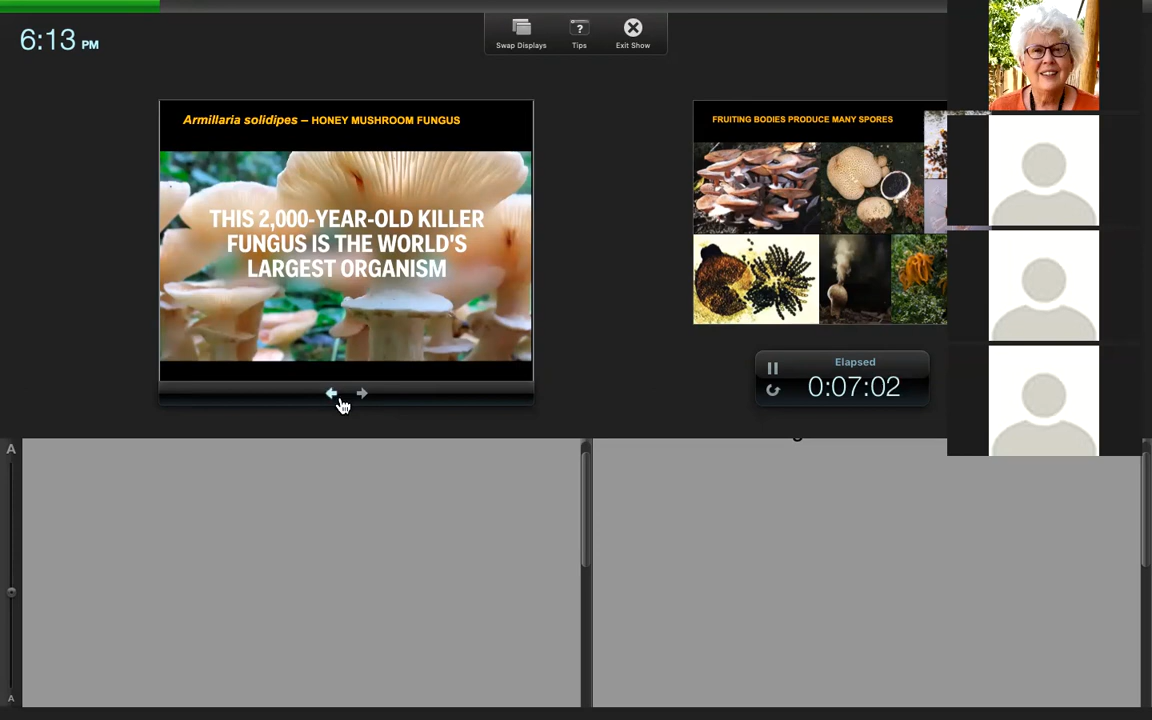 6:13 PM
Swap Displays
Tips
Exit Show
Armillaria solidipes – HONEY MUSHROOM FUNGUS
THIS 2,000-YEAR-OLD KILLER
FUNGUS IS THE WORLD'S
LARGEST ORGANISM
FRUITING BODIES PRODUCE MANY SPORES
Elapsed
0:07:02
A
A